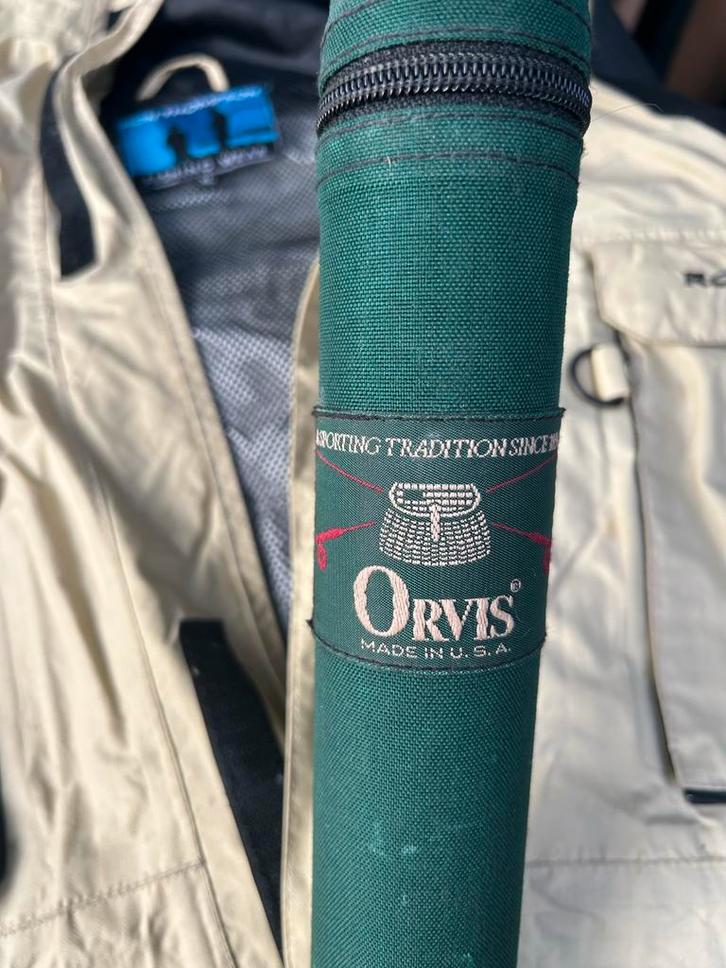 SPORTING TRADITION SINCE
ORVIS®
MADE IN U.S.A.